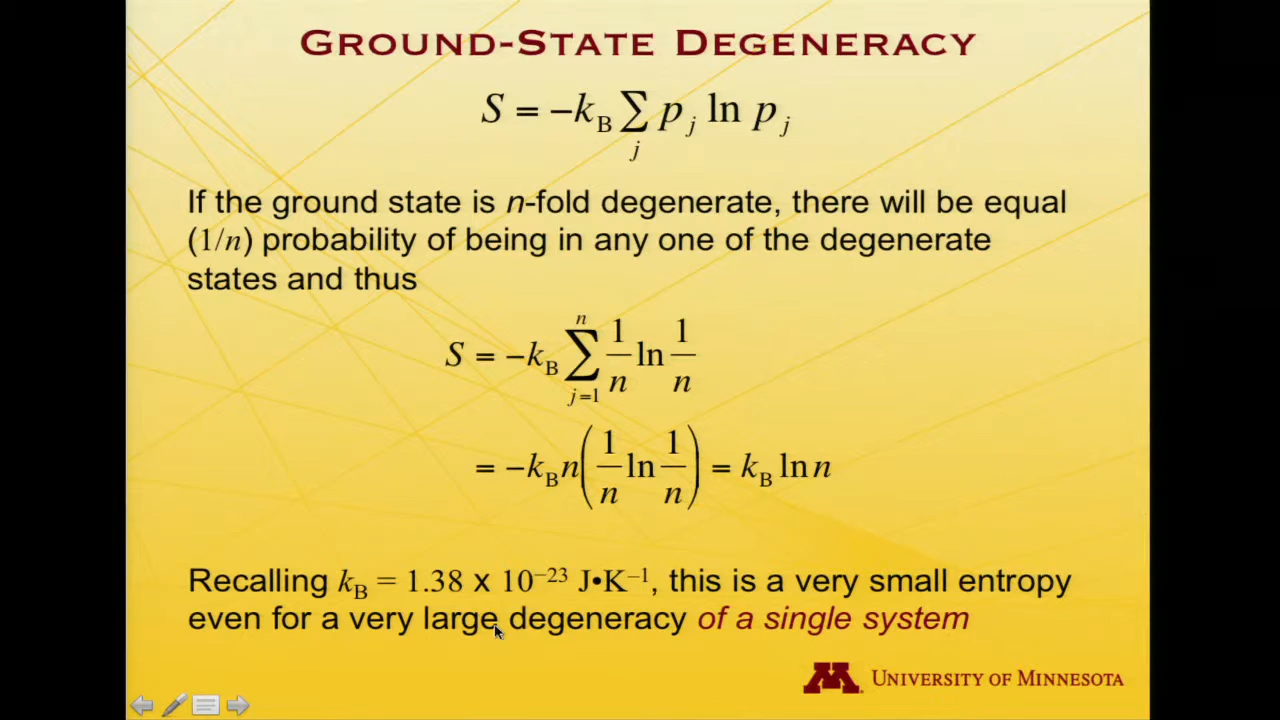 GROUND-STATE DEGENERACY
S = −k_B ∑_j p_j ln p_j
If the ground state is n-fold degenerate, there will be equal
(1/n) probability of being in any one of the degenerate
states and thus
S = −k_B ∑_{j=1}^{n} 1/n ln 1/n
= −k_B n(1/n ln 1/n) = k_B ln n
Recalling k_B = 1.38 x 10⁻²³ J•K⁻¹, this is a very small entropy
even for a very large degeneracy of a single system
M UNIVERSITY OF MINNESOTA